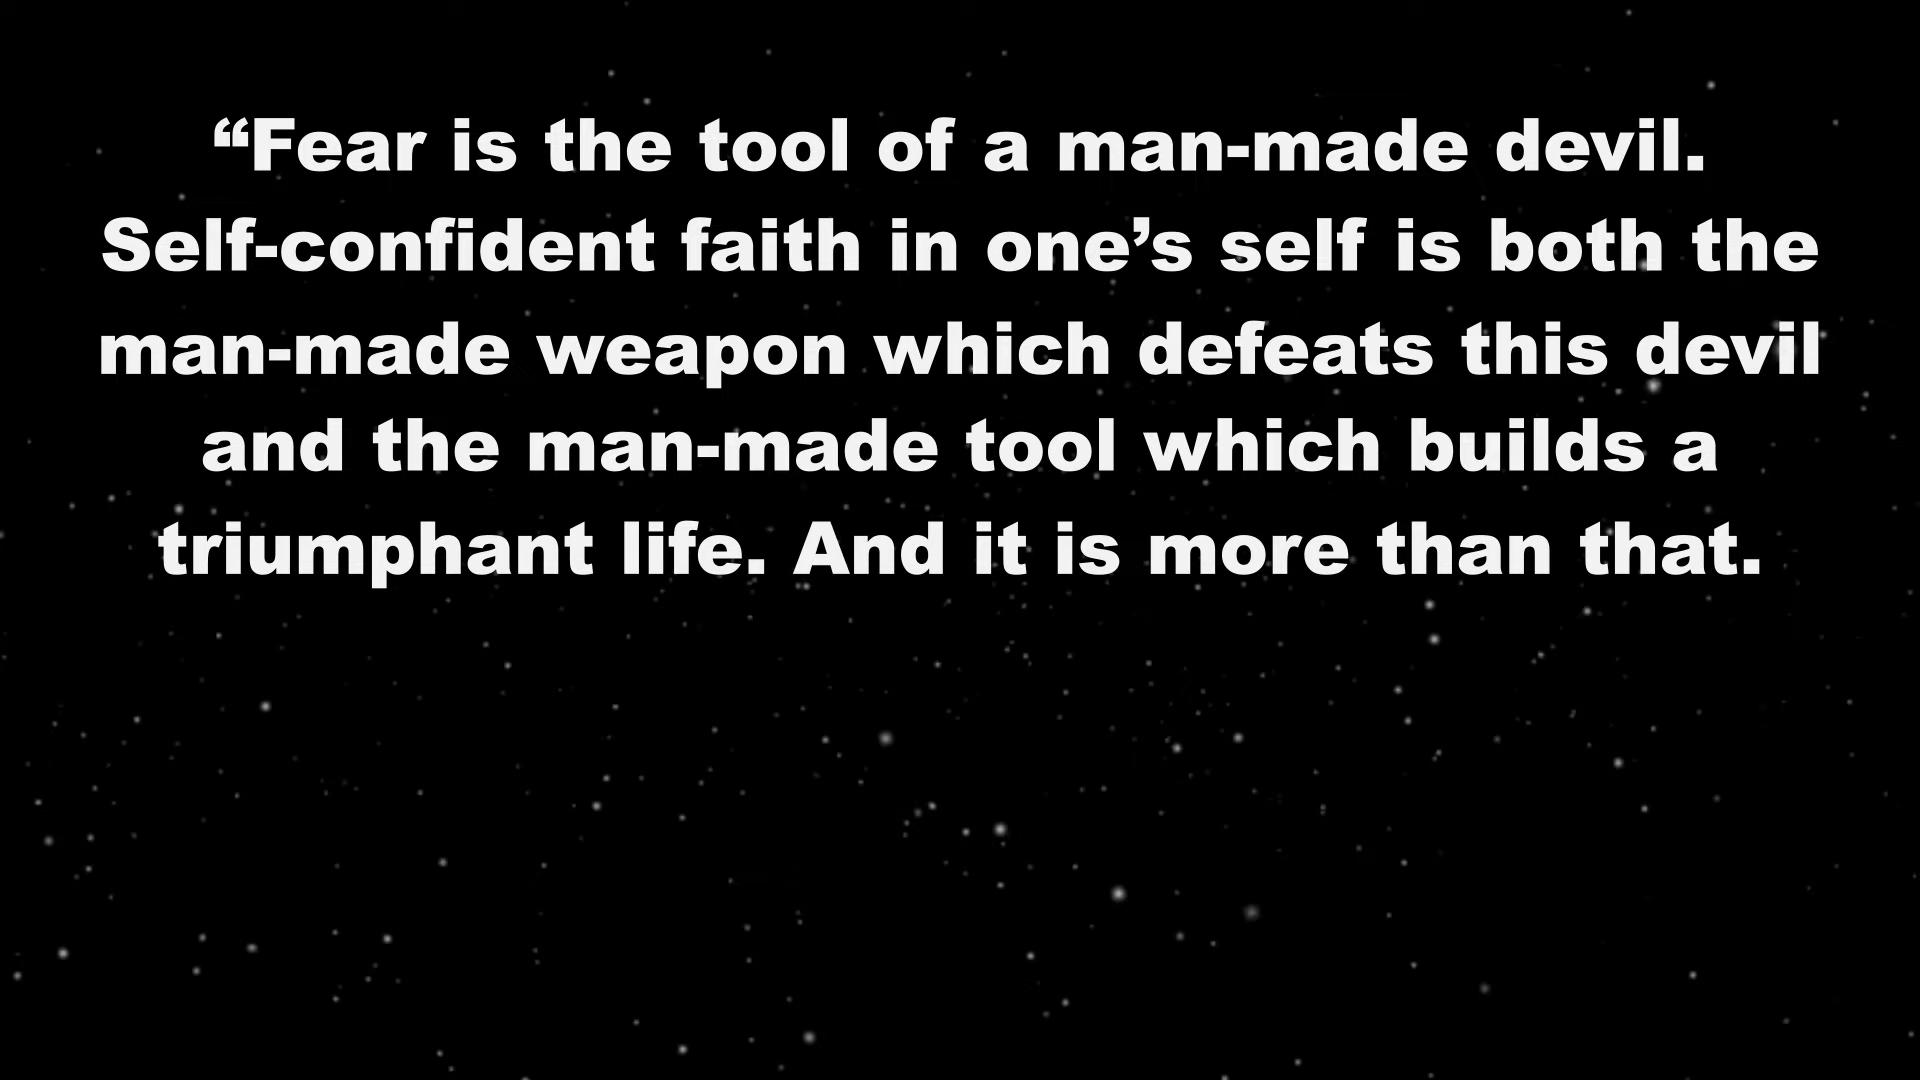 “Fear is the tool of a man-made devil.
Self-confident faith in one’s self is both the
man-made weapon which defeats this devil
and the man-made tool which builds a
triumphant life. And it is more than that.